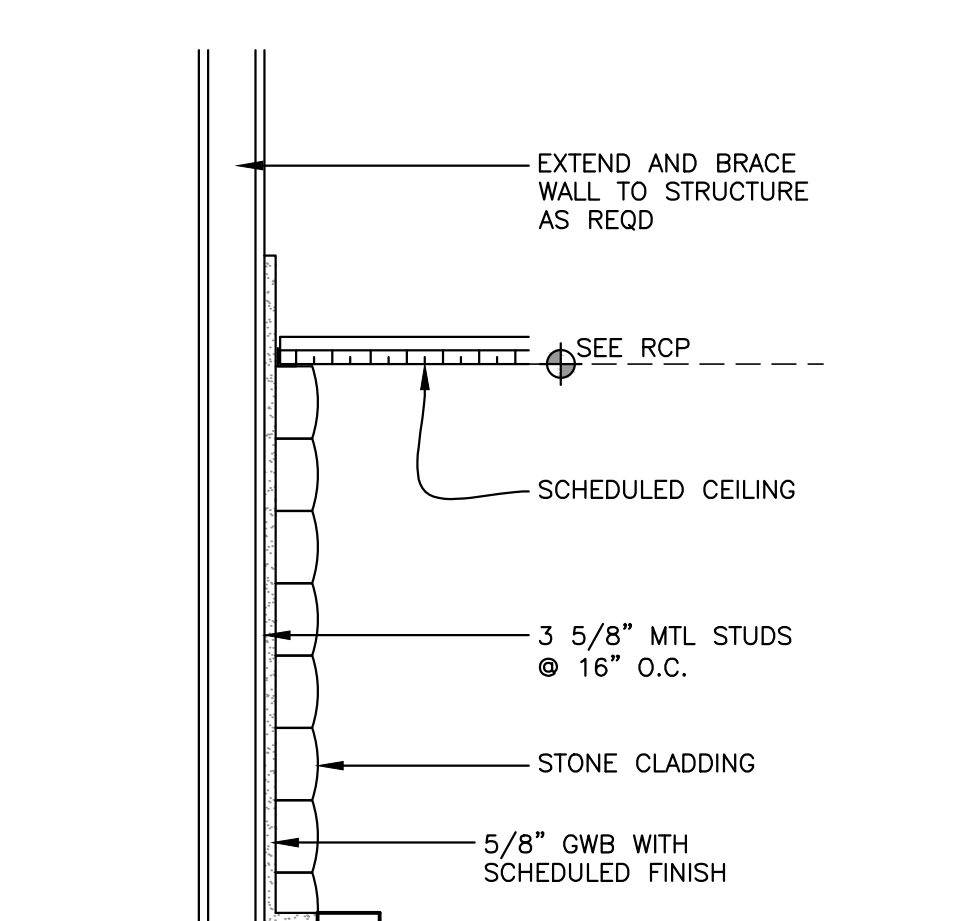 EXTEND AND BRACE
WALL TO STRUCTURE
AS REQD
SEE RCP
SCHEDULED CEILING
3 5/8" MTL STUDS
@ 16" O.C.
STONE CLADDING
5/8" GWB WITH
SCHEDULED FINISH